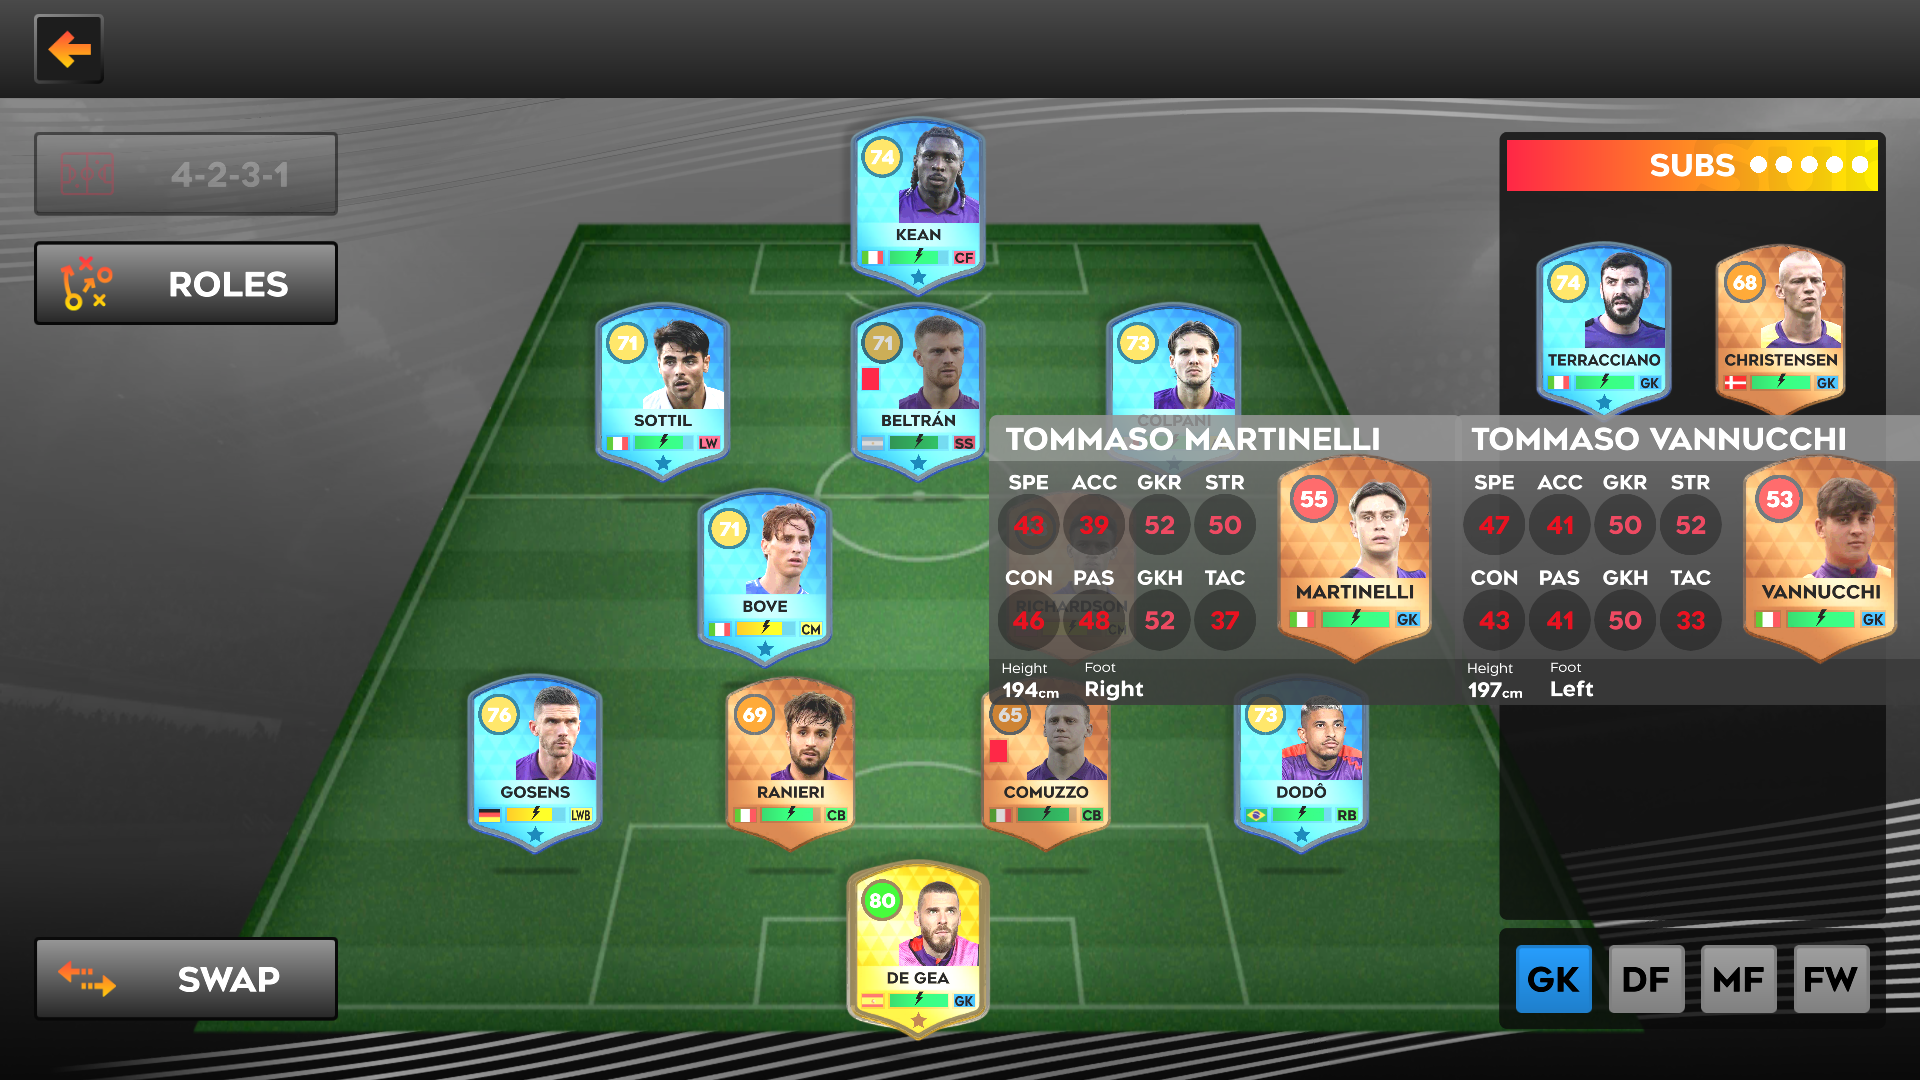 4-2-3-1
ROLES
SUBS
74
KEAN
CF
71
SOTTIL
LW
71
BELTRÁN
SS
73
COLPANI
74
TERRACCIANO
GK
68
CHRISTENSEN
GK
TOMMASO MARTINELLI
SPE ACC GKR STR
43 39 52 50
CON PAS GKH TAC
46 48 52 37
Height Foot
194cm Right
55
MARTINELLI
GK
TOMMASO VANNUCCHI
SPE ACC GKR STR
47 41 50 52
CON PAS GKH TAC
43 41 50 33
Height Foot
197cm Left
53
VANNUCCHI
GK
71
BOVE
CM
RICHARDSON
CM
76
GOSENS
LWB
69
RANIERI
CB
65
COMUZZO
CB
73
DODÔ
RB
80
DE GEA
GK
SWAP
GK DF MF FW